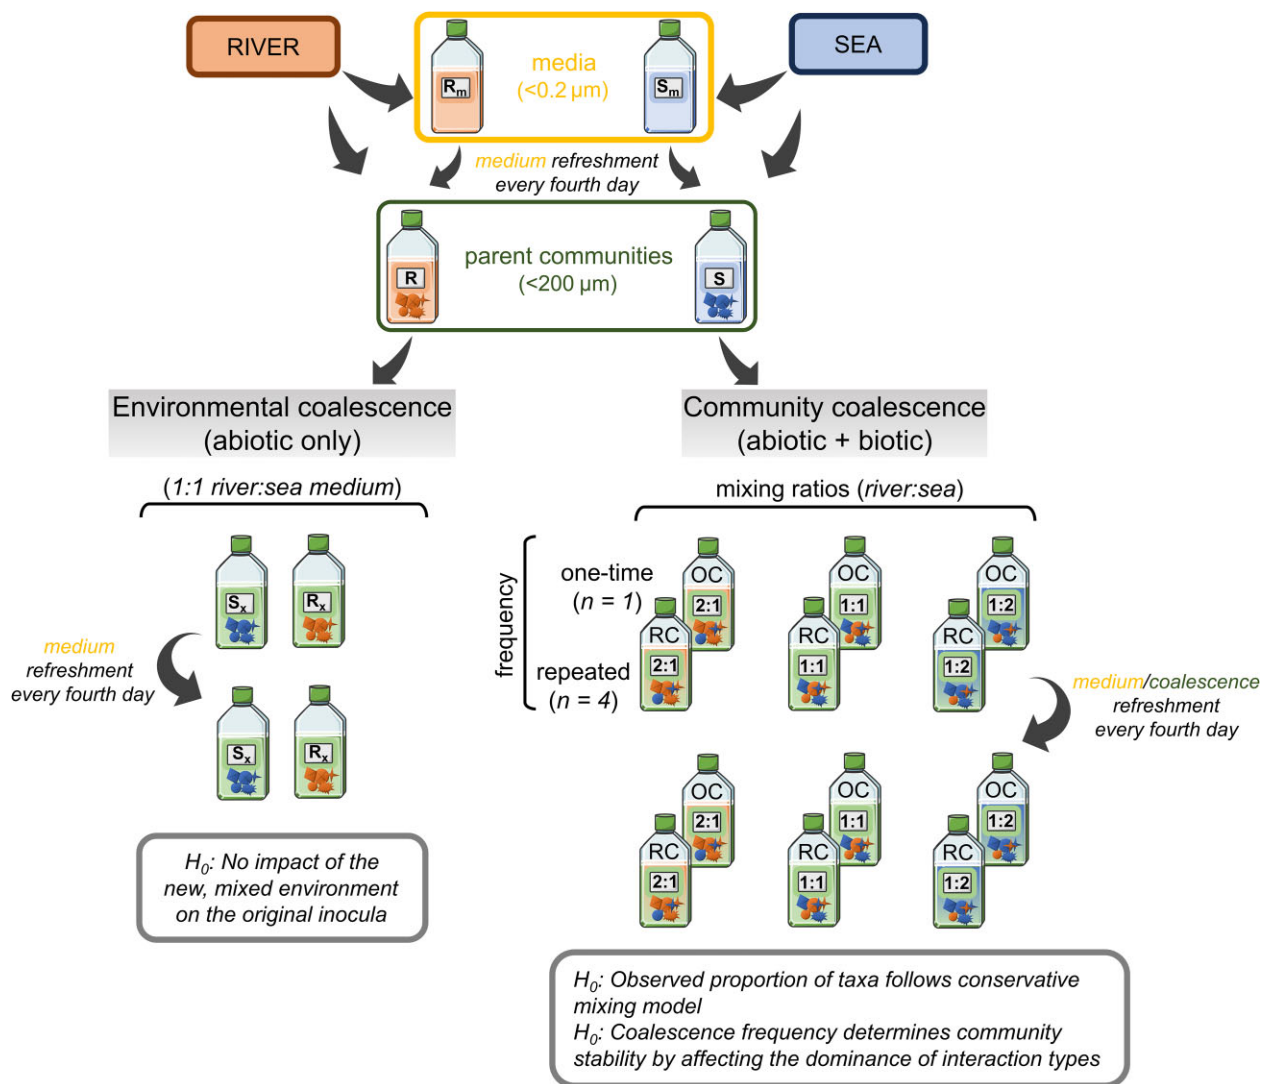 RIVER
SEA
media
(<0.2 µm)
Rm
Sm
medium refreshment
every fourth day
parent communities
(<200 µm)
R
S
Environmental coalescence
(abiotic only)
Community coalescence
(abiotic + biotic)
(1:1 river:sea medium)
Sx
Rx
medium
refreshment
every fourth day
Sx
Rx
H0: No impact of the
new, mixed environment
on the original inocula
mixing ratios (river:sea)
frequency
one-time
(n = 1)
repeated
(n = 4)
OC
2:1
OC
1:1
OC
1:2
RC
2:1
RC
1:1
RC
1:2
medium/coalescence
refreshment
every fourth day
OC
2:1
OC
1:1
OC
1:2
RC
2:1
RC
1:1
RC
1:2
H0: Observed proportion of taxa follows conservative
mixing model
H0: Coalescence frequency determines community
stability by affecting the dominance of interaction types